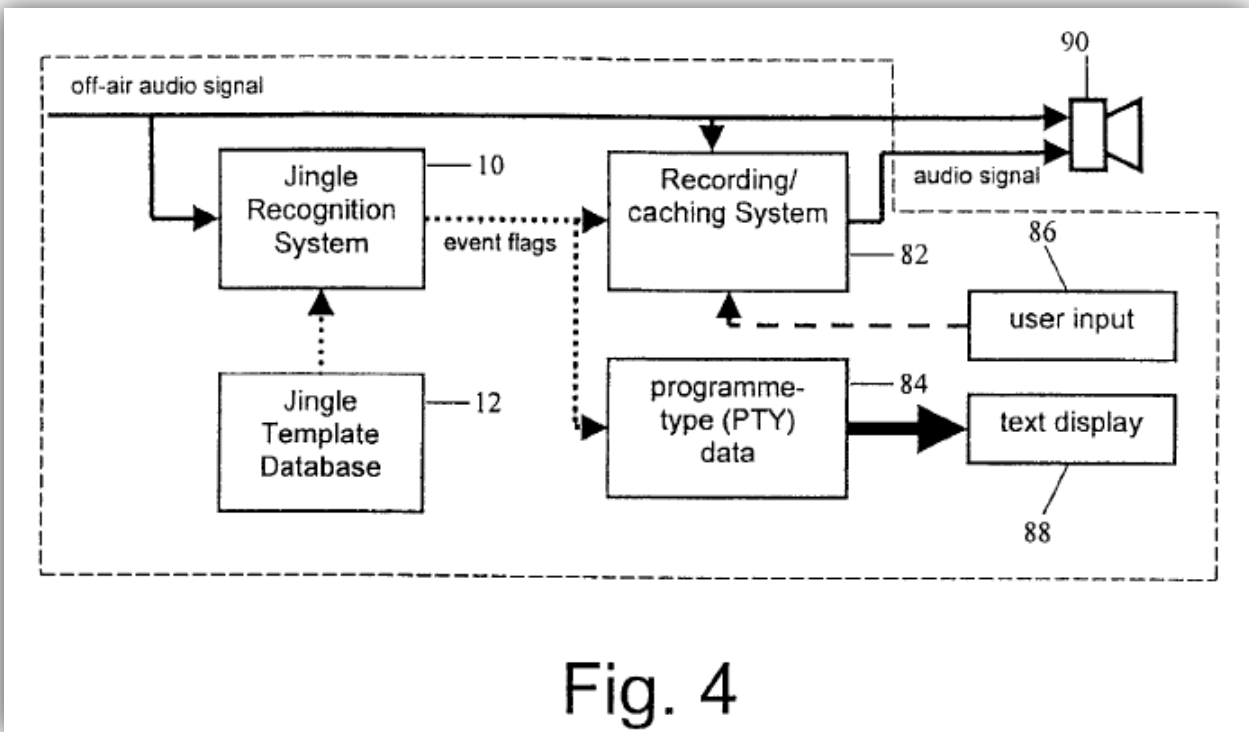 90
off-air audio signal
Jingle
Recognition
System
10
event flags
Recording/
caching System
82
audio signal
86
user input
Jingle
Template
Database
12
programme-
type (PTY)
data
84
text display
88
Fig. 4